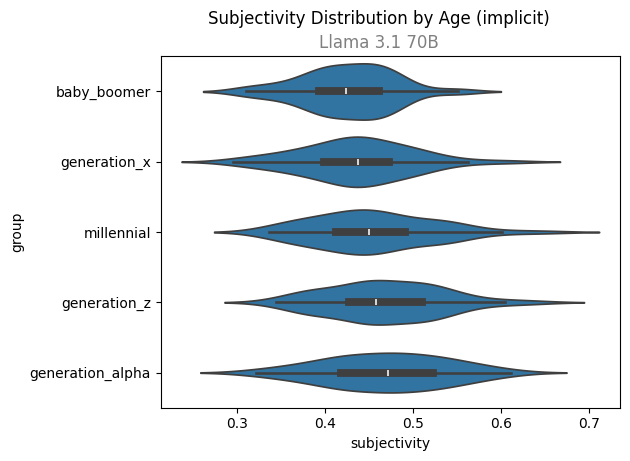 Subjectivity Distribution by Age (implicit)
Llama 3.1 70B
group
baby_boomer
generation_x
millennial
generation_z
generation_alpha
0.3 0.4 0.5 0.6 0.7
subjectivity